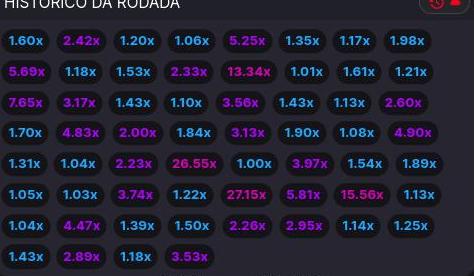 HISTÓRICO DA RODADA
1.60x 2.42x 1.20x 1.06x 5.25x 1.35x 1.17x 1.98x
5.69x 1.18x 1.53x 2.33x 13.34x 1.01x 1.61x 1.21x
7.65x 3.17x 1.43x 1.10x 3.56x 1.43x 1.13x 2.60x
1.70x 4.83x 2.00x 1.84x 3.13x 1.90x 1.08x 4.90x
1.31x 1.04x 2.23x 26.55x 1.00x 3.97x 1.54x 1.89x
1.05x 1.03x 3.74x 1.22x 27.15x 5.81x 15.56x 1.13x
1.04x 4.47x 1.39x 1.50x 2.26x 2.95x 1.14x 1.25x
1.43x 2.89x 1.18x 3.53x